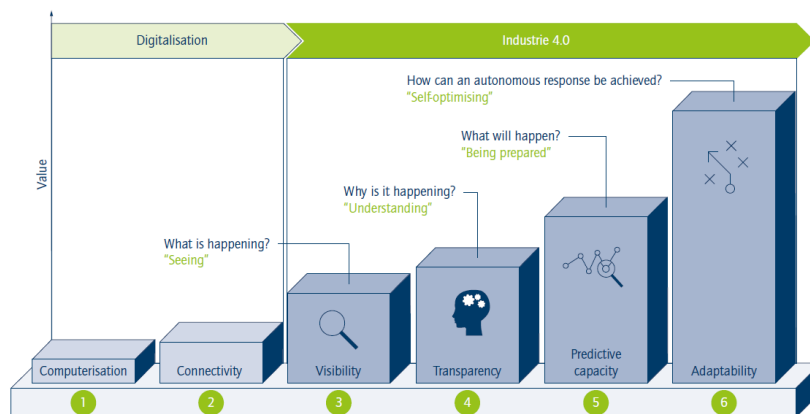 Digitalisation
Industrie 4.0
How can an autonomous response be achieved?
"Self-optimising"
What will happen?
"Being prepared"
Why is it happening?
"Understanding"
What is happening?
"Seeing"
Value
Computerisation
Connectivity
Visibility
Transparency
Predictive
capacity
Adaptability
1
2
3
4
5
6